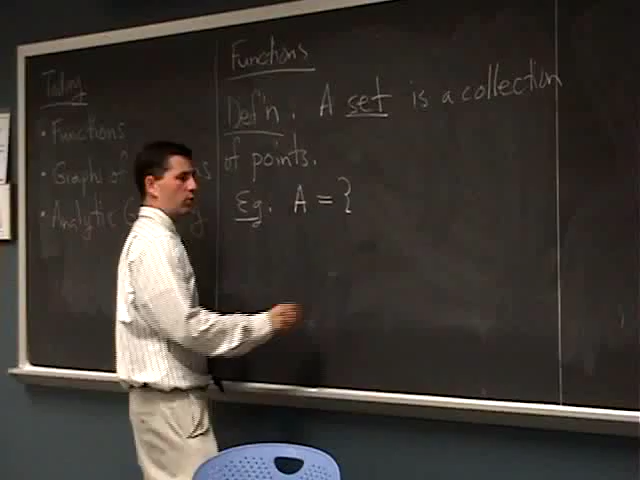 Today
• Functions
• Graphs of
• Analytic
Functions
Def'n: A set is a collection
of points.
Eg: A = {